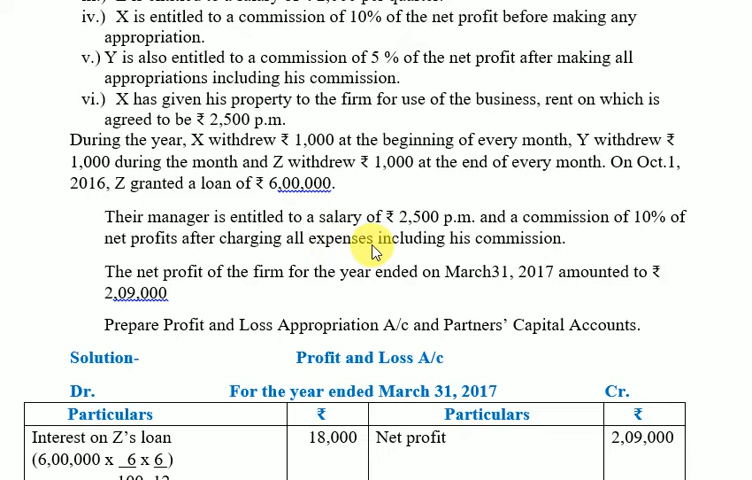 iv.) X is entitled to a commission of 10% of the net profit before making any
appropriation.
v.) Y is also entitled to a commission of 5 % of the net profit after making all
appropriations including his commission.
vi.) X has given his property to the firm for use of the business, rent on which is
agreed to be ₹ 2,500 p.m.
During the year, X withdrew ₹ 1,000 at the beginning of every month, Y withdrew ₹
1,000 during the month and Z withdrew ₹ 1,000 at the end of every month. On Oct.1,
2016, Z granted a loan of ₹ 6,00,000.
Their manager is entitled to a salary of ₹ 2,500 p.m. and a commission of 10% of
net profits after charging all expenses including his commission.
The net profit of the firm for the year ended on March31, 2017 amounted to ₹
2,09,000
Prepare Profit and Loss Appropriation A/c and Partners' Capital Accounts.
Solution- Profit and Loss A/c
Dr. For the year ended March 31, 2017 Cr.
Particulars ₹ Particulars ₹
Interest on Z's loan 18,000 Net profit 2,09,000
(6,00,000 x 6 x 6)
100 12